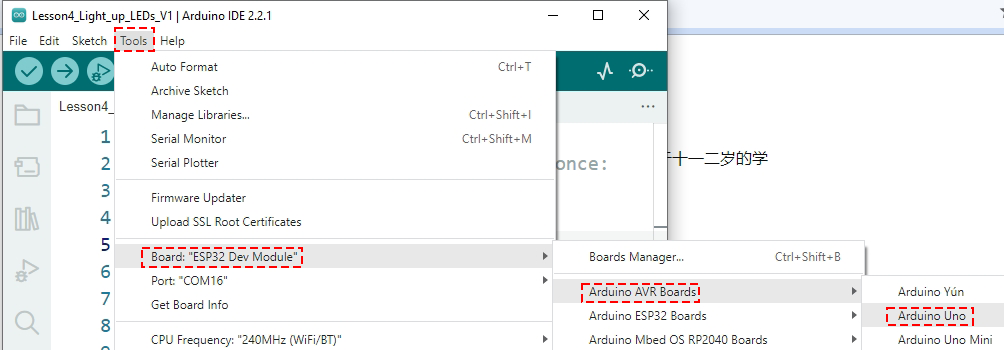 Lesson4_Light_up_LEDs_V1 | Arduino IDE 2.2.1
File Edit Sketch Tools Help
Auto Format Ctrl+T
Archive Sketch
Lesson4_
Manage Libraries... Ctrl+Shift+I
1 Serial Monitor Ctrl+Shift+M
2 Serial Plotter once: 十一二岁的学
3 Firmware Updater
4 Upload SSL Root Certificates
5 Board: "ESP32 Dev Module" Boards Manager... Ctrl+Shift+B
6 Port: "COM16" Arduino AVR Boards Arduino Yún
7 Get Board Info Arduino ESP32 Boards Arduino Uno
8 CPU Frequency: "240MHz (WiFi/BT)" Arduino Mbed OS RP2040 Boards Arduino Uno Mini